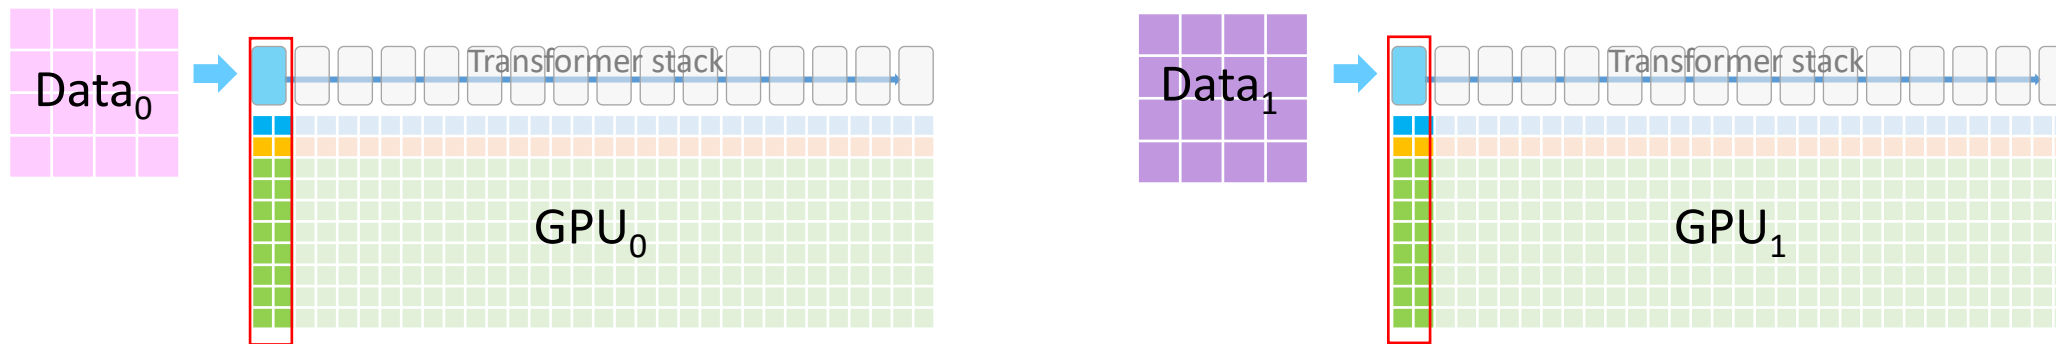 Data₀
Transformer stack
GPU₀
Data₁
Transformer stack
GPU₁